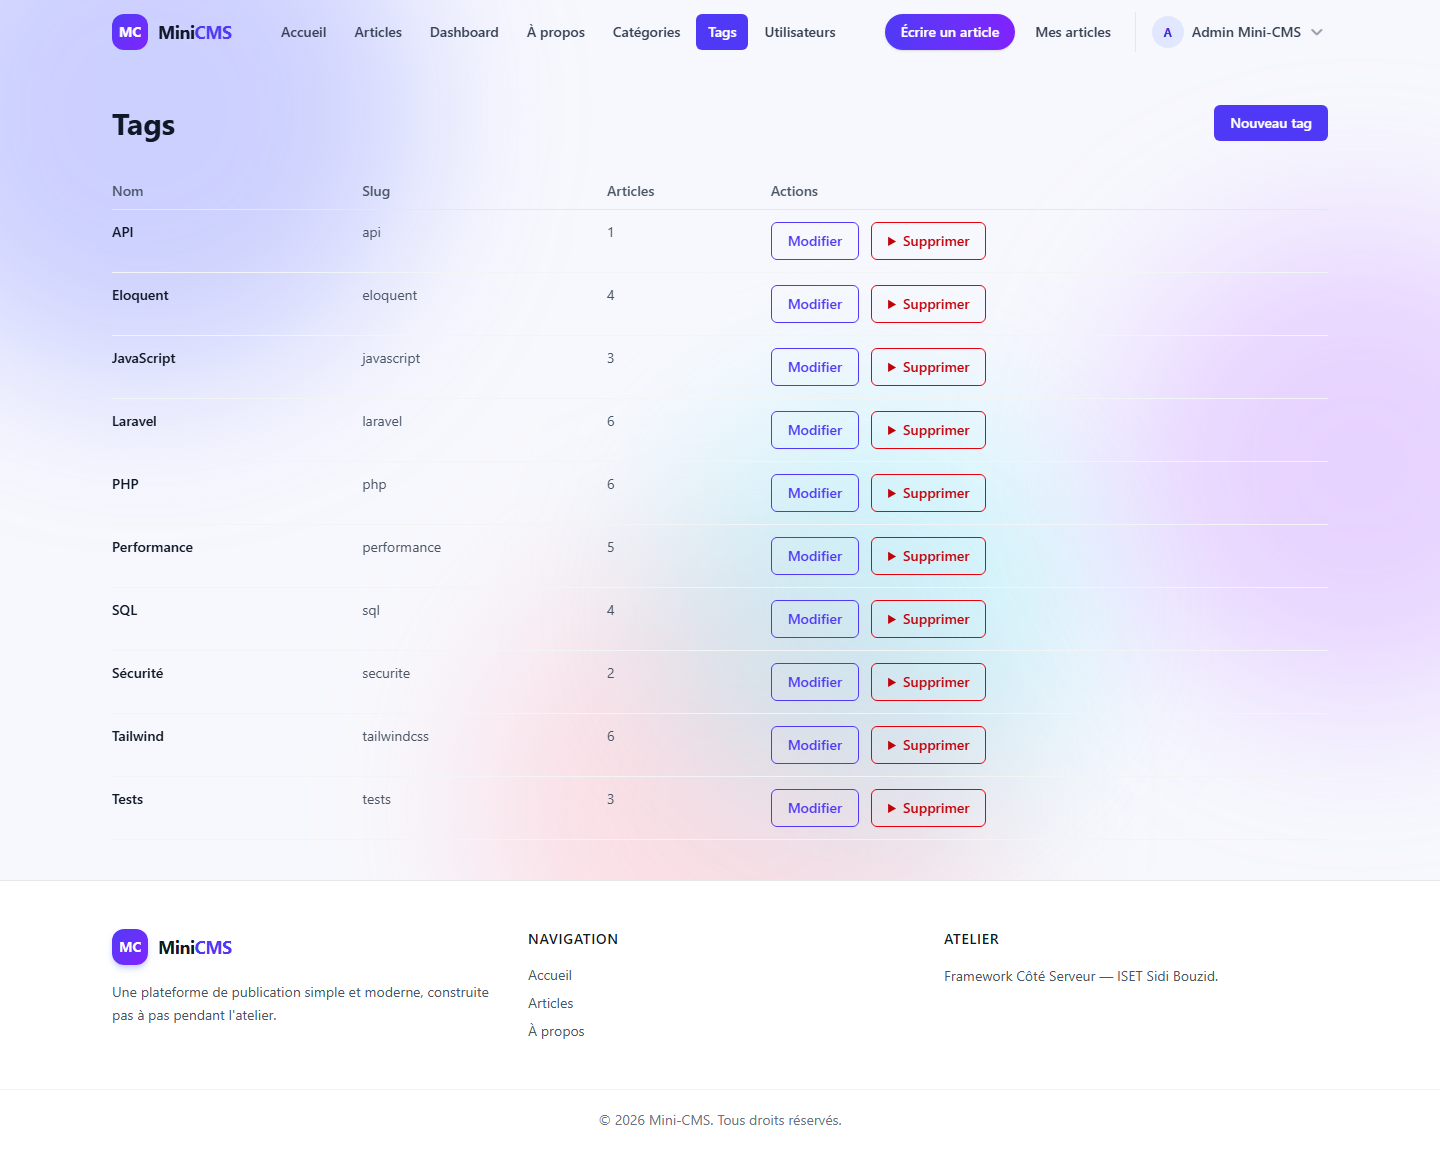 MC MiniCMS Accueil Articles Dashboard À propos Catégories Tags Utilisateurs Écrire un article Mes articles A Admin Mini-CMS
Tags Nouveau tag
Nom Slug Articles Actions
API api 1 Modifier Supprimer
Eloquent eloquent 4 Modifier Supprimer
JavaScript javascript 3 Modifier Supprimer
Laravel laravel 6 Modifier Supprimer
PHP php 6 Modifier Supprimer
Performance performance 5 Modifier Supprimer
SQL sql 4 Modifier Supprimer
Sécurité securite 2 Modifier Supprimer
Tailwind tailwindcss 6 Modifier Supprimer
Tests tests 3 Modifier Supprimer
MC MiniCMS
Une plateforme de publication simple et moderne, construite
pas à pas pendant l'atelier.
NAVIGATION
Accueil
Articles
À propos
ATELIER
Framework Côté Serveur — ISET Sidi Bouzid.
© 2026 Mini-CMS. Tous droits réservés.